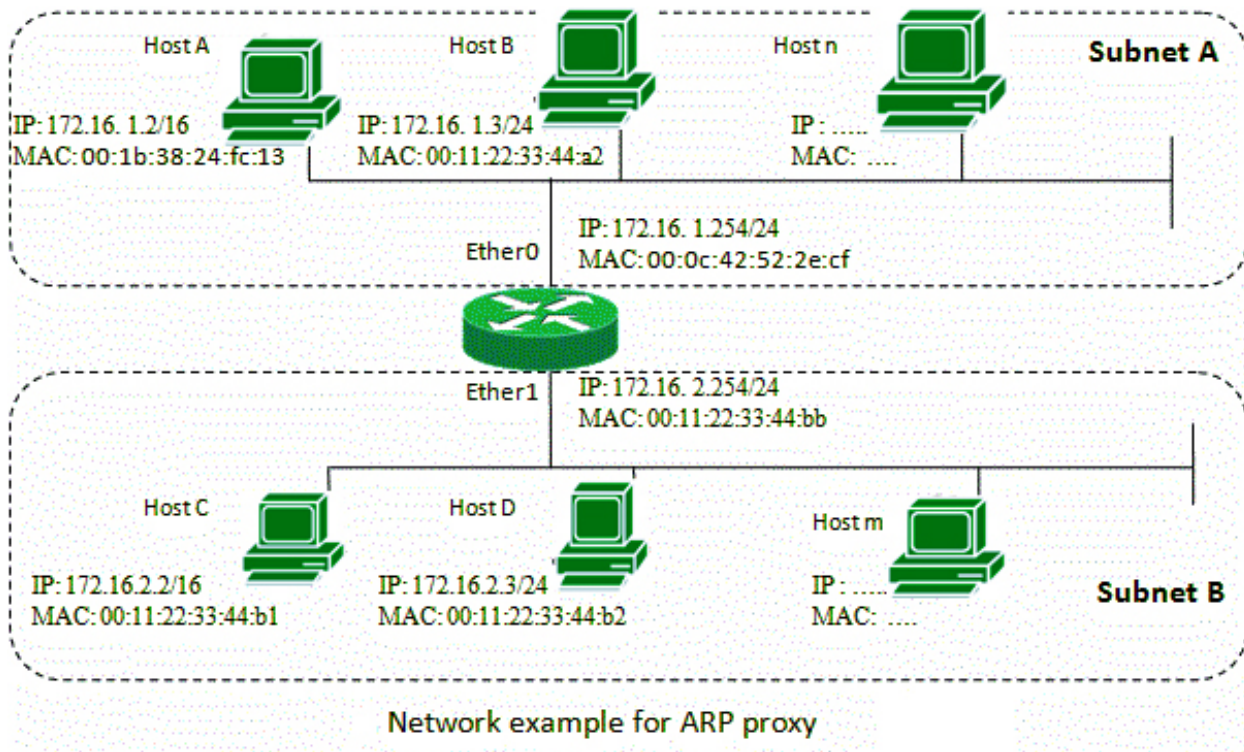 Host A
Host B
Host n
Subnet A
IP: 172.16. 1.2/16
MAC: 00:1b:38:24:fc:13
IP: 172.16. 1.3/24
MAC: 00:11:22:33:44:a2
IP : .....
MAC: ....
Ether0
IP: 172.16. 1.254/24
MAC: 00:0c:42:52:2e:cf
Ether1
IP: 172.16. 2.254/24
MAC: 00:11:22:33:44:bb
Host C
Host D
Host m
IP: 172.16.2.2/16
MAC: 00:11:22:33:44:b1
IP: 172.16.2.3/24
MAC: 00:11:22:33:44:b2
IP : .....
MAC: ....
Subnet B
Network example for ARP proxy